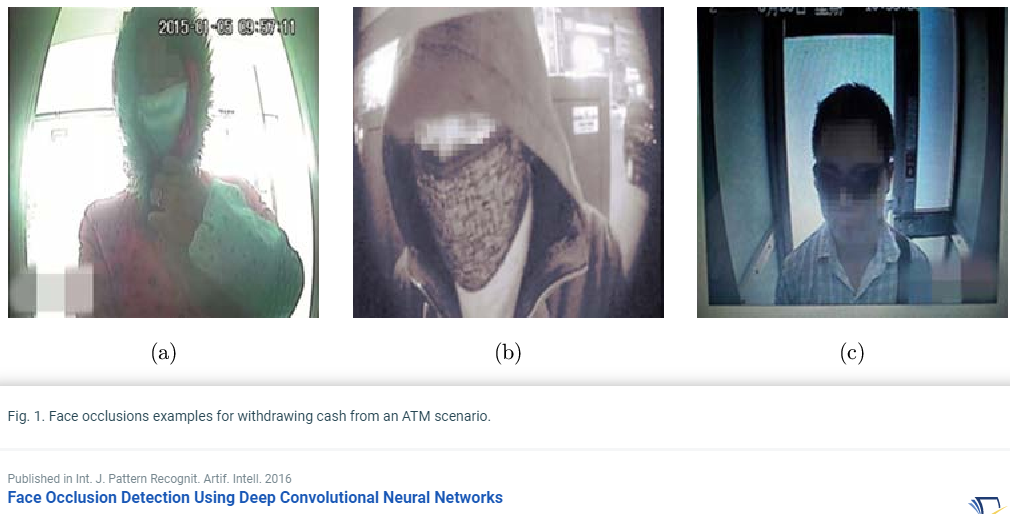 2015-01-05 09:57:11
(a)
(b)
(c)
Fig. 1. Face occlusions examples for withdrawing cash from an ATM scenario.
Published in Int. J. Pattern Recognit. Artif. Intell. 2016
Face Occlusion Detection Using Deep Convolutional Neural Networks